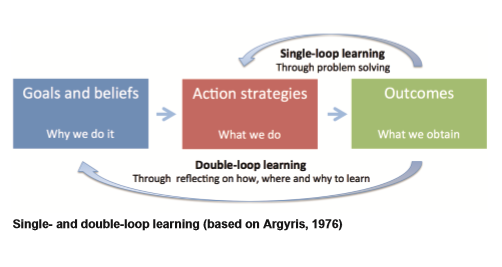 Single-loop learning
Through problem solving
Goals and beliefs
Why we do it
Action strategies
What we do
Outcomes
What we obtain
Double-loop learning
Through reflecting on how, where and why to learn
Single- and double-loop learning (based on Argyris, 1976)